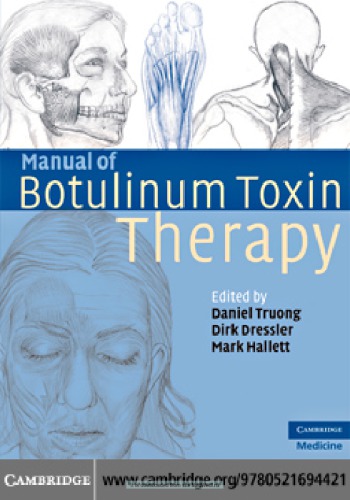 Manual of
Botulinum Toxin
Therapy
Edited by
Daniel Truong
Dirk Dressler
Mark Hallett
CAMBRIDGE
Medicine
CAMBRIDGE
www.cambridge.org/9780521694421